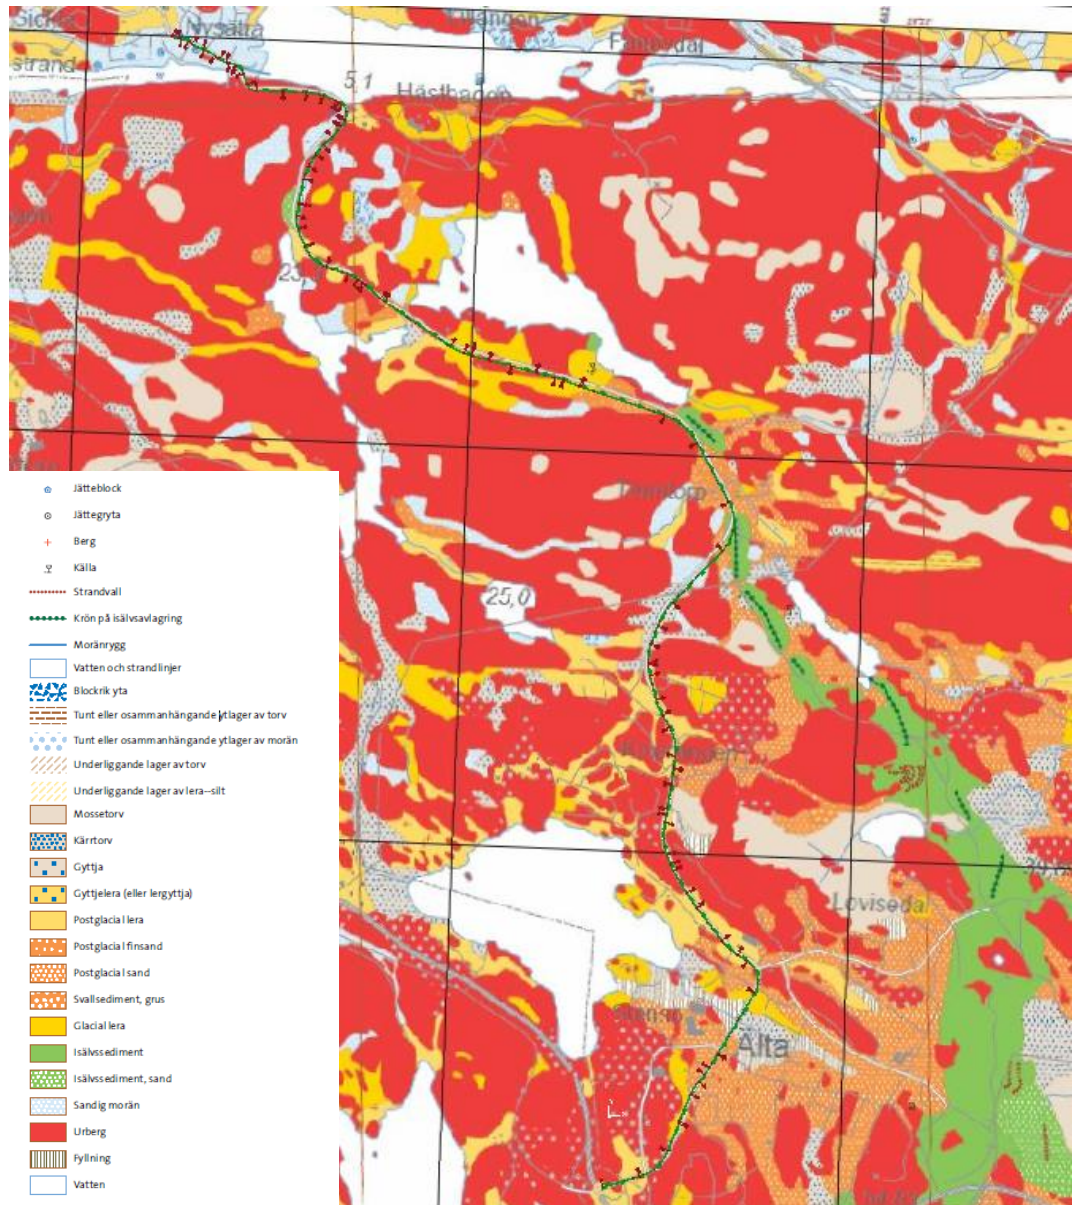 Nysätra
strand
5,1
Hästhagen
682
25,0
Lovisedal
Älta
Jätteblock
Jättegryta
Berg
Källa
Strandvall
Krön på isälvsavlagring
Moränrygg
Vatten och strandlinjer
Blockrik yta
Tunt eller osammanhängande ytlager av torv
Tunt eller osammanhängande ytlager av morän
Underliggande lager av torv
Underliggande lager av lera--silt
Mossetorv
Kärrtorv
Gyttja
Gyttjelera (eller lergyttja)
Postglacial lera
Postglacial finsand
Postglacial sand
Svallsediment, grus
Glacial lera
Isälvssediment
Isälvssediment, sand
Sandig morän
Urberg
Fyllning
Vatten